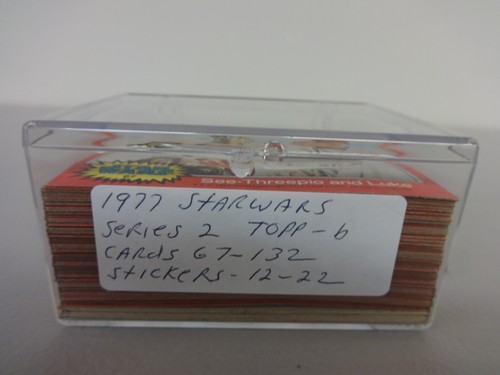 See-Threepio and Luke
1977 STARWARS
series 2 TOPP-6
CARDS 67-132
STICKERS-12-22